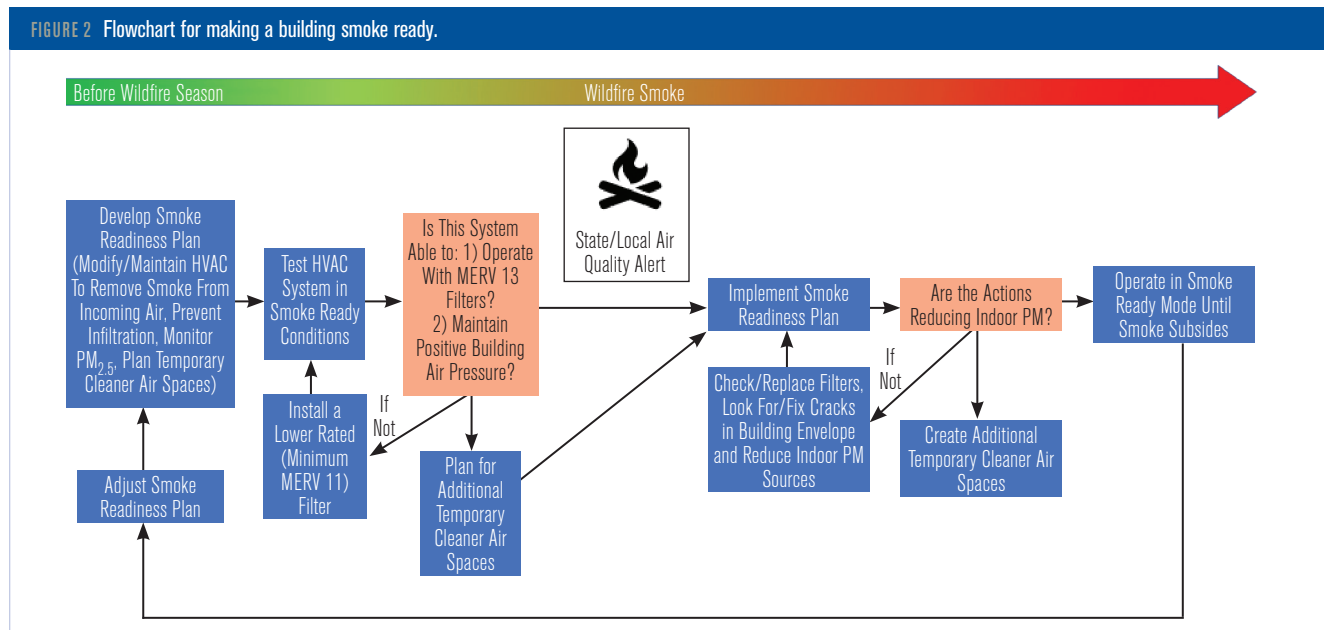 FIGURE 2 Flowchart for making a building smoke ready.
Before Wildfire Season
Wildfire Smoke
State/Local Air
Quality Alert
Develop Smoke
Readiness Plan
(Modify/Maintain HVAC
To Remove Smoke From
Incoming Air, Prevent
Infiltration, Monitor
PM2.5, Plan Temporary
Cleaner Air Spaces)
Test HVAC
System in
Smoke Ready
Conditions
Is This System
Able to: 1) Operate
With MERV 13
Filters?
2) Maintain
Positive Building
Air Pressure?
Implement Smoke
Readiness Plan
Are the Actions
Reducing Indoor PM?
Operate in Smoke
Ready Mode Until
Smoke Subsides
If
Not
Install a
Lower Rated
(Minimum
MERV 11)
Filter
Plan for
Additional
Temporary
Cleaner Air
Spaces
If
Not
Check/Replace Filters,
Look For/Fix Cracks
in Building Envelope
and Reduce Indoor PM
Sources
Create Additional
Temporary Cleaner Air
Spaces
Adjust Smoke
Readiness Plan